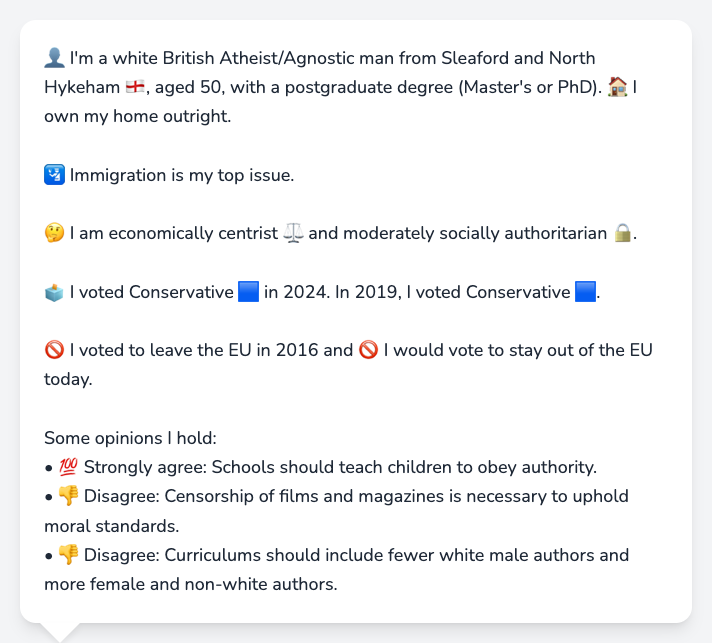 👤 I'm a white British Atheist/Agnostic man from Sleaford and North
Hykeham 🏴󠁧󠁢󠁥󠁮󠁧󠁿, aged 50, with a postgraduate degree (Master's or PhD). 🏠 I
own my home outright.
🛂 Immigration is my top issue.
🤔 I am economically centrist ⚖️ and moderately socially authoritarian 🔒.
🗳️ I voted Conservative 🟦 in 2024. In 2019, I voted Conservative 🟦.
🚫 I voted to leave the EU in 2016 and 🚫 I would vote to stay out of the EU
today.
Some opinions I hold:
• 💯 Strongly agree: Schools should teach children to obey authority.
• 👎 Disagree: Censorship of films and magazines is necessary to uphold
moral standards.
• 👎 Disagree: Curriculums should include fewer white male authors and
more female and non-white authors.